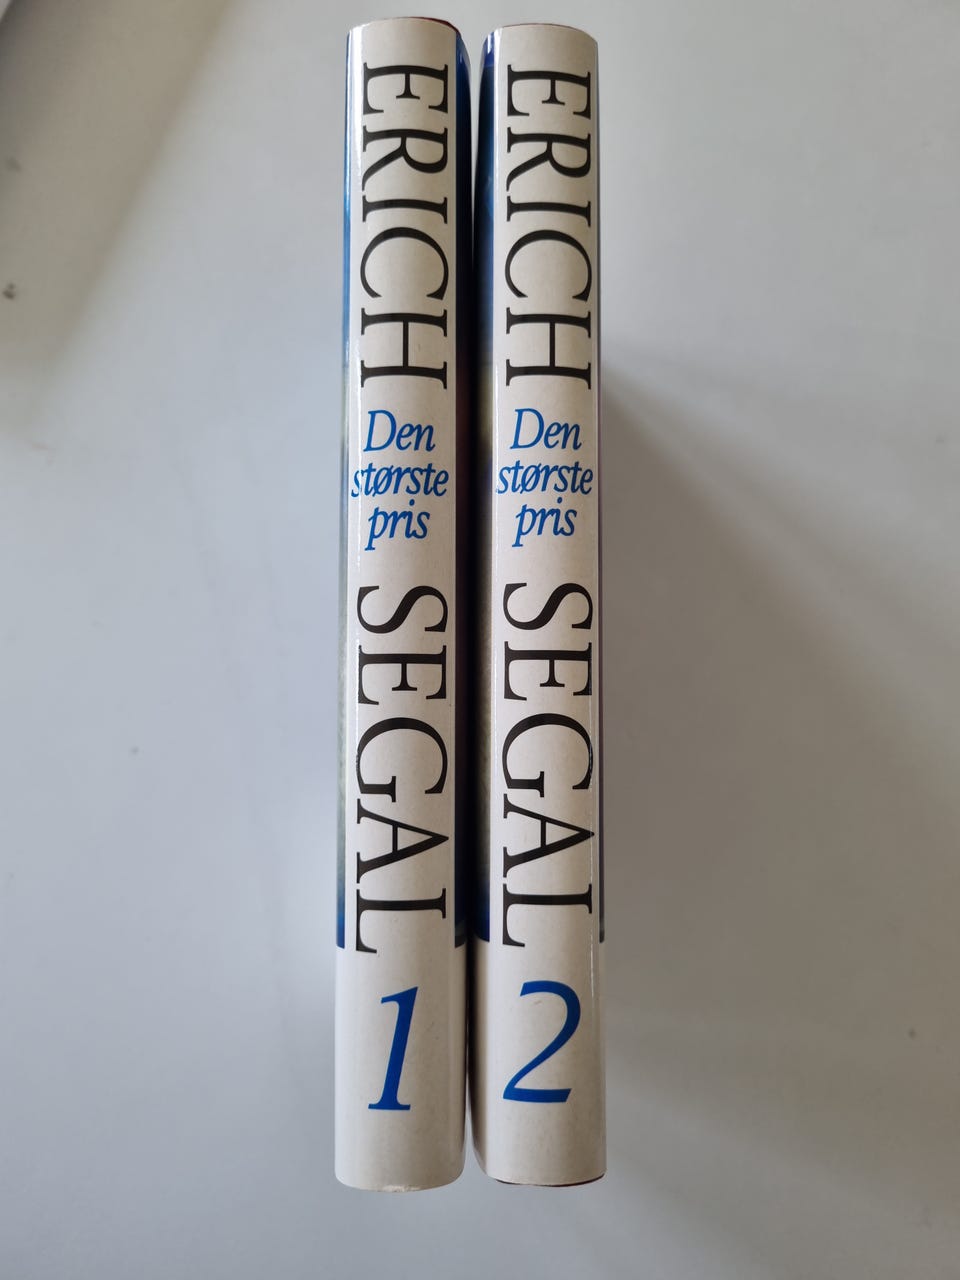 ERICH
Den
største
pris
SEGAL
1
ERICH
Den
største
pris
SEGAL
2